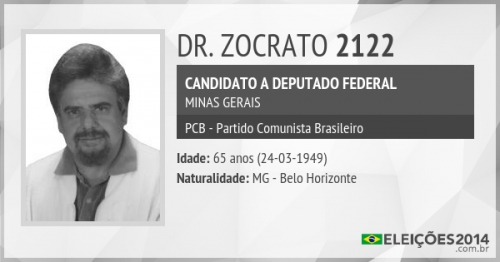 DR. ZOCRATO 2122
CANDIDATO A DEPUTADO FEDERAL
MINAS GERAIS
PCB - Partido Comunista Brasileiro
Idade: 65 anos (24-03-1949)
Naturalidade: MG - Belo Horizonte
ELEIÇÕES2014
.com.br